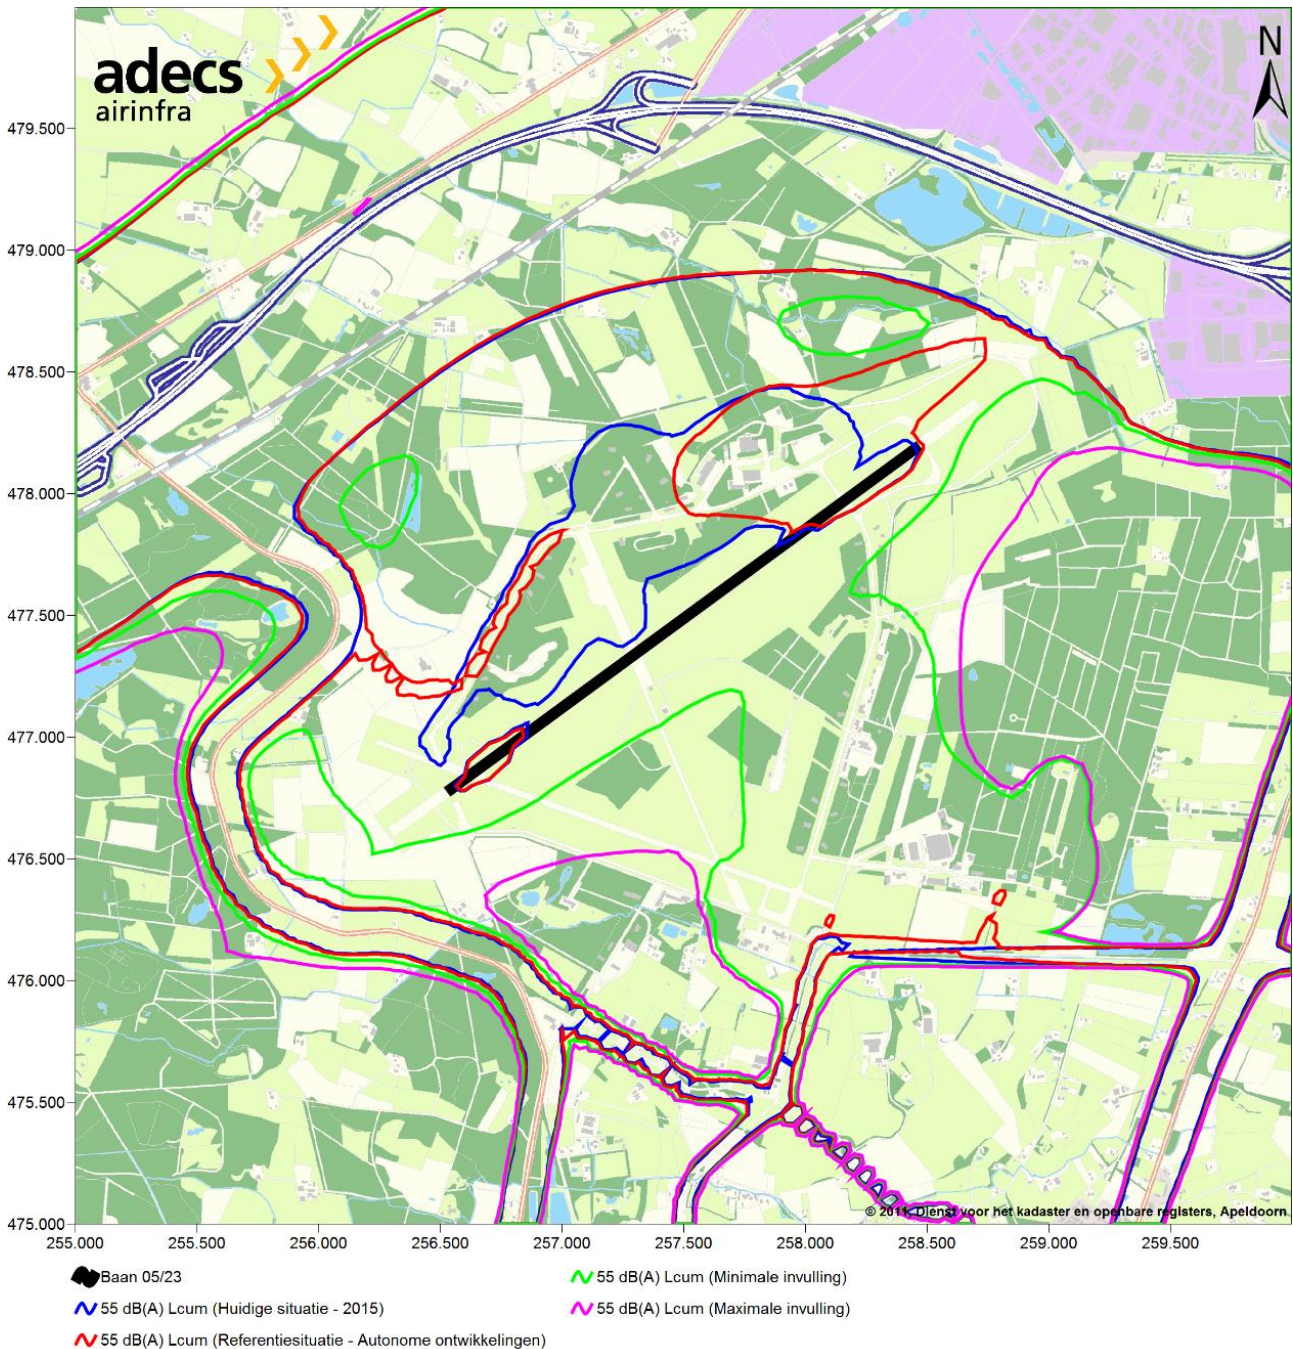 adecs
airinfra
N
479.500
479.000
478.500
478.000
477.500
477.000
476.500
476.000
475.500
475.000
© 2011, Dienst voor het kadaster en openbare registers, Apeldoorn
255.000 255.500 256.000 256.500 257.000 257.500 258.000 258.500 259.000 259.500
Baan 05/23
55 dB(A) Lcum (Huidige situatie - 2015)
55 dB(A) Lcum (Referentiesituatie - Autonome ontwikkelingen)
55 dB(A) Lcum (Minimale invulling)
55 dB(A) Lcum (Maximale invulling)